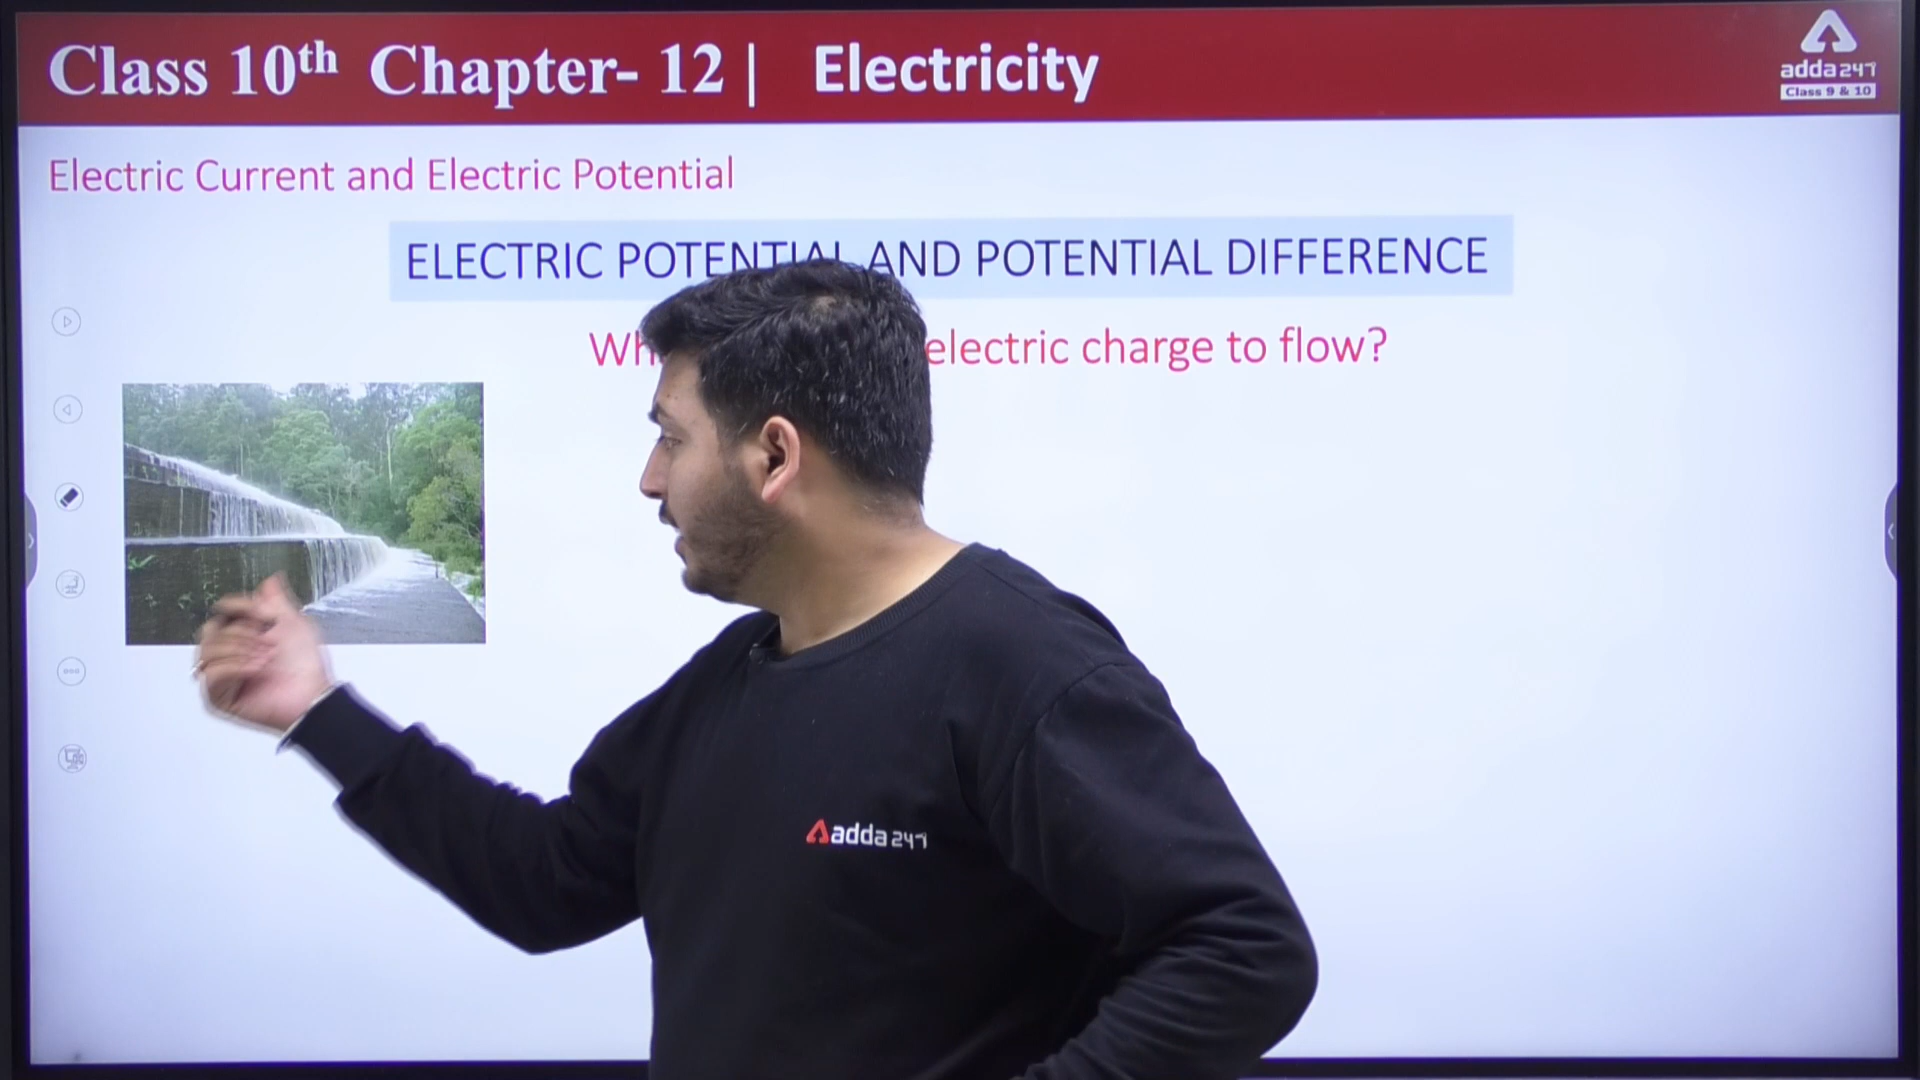 Class 10th Chapter- 12 | Electricity
adda247
Class 9 & 10
Electric Current and Electric Potential
ELECTRIC POTENTIAL AND POTENTIAL DIFFERENCE
electric charge to flow?
adda247